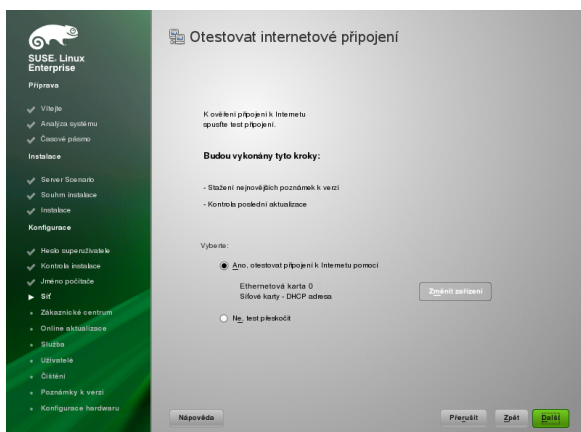 SUSE. Linux
Enterprise
Příprava
Vítejte
Analýza systému
Časové pásmo
Instalace
Server Scenario
Souhrn instalace
Instalace
Konfigurace
Heslo superuživatele
Kontrola instalace
Jméno počítače
Síť
Zákaznické centrum
Online aktualizace
Služba
Uživatelé
Čištění
Poznámky k verzi
Konfigurace hardwaru
Otestovat internetové připojení
K ověření připojení k Internetu
spusťte test připojení.
Budou vykonány tyto kroky:
- Stažení nejnovějších poznámek k verzi
- Kontrola poslední aktualizace
Vyberte:
Ano, otestovat připojení k Internetu pomocí
Ethernetová karta 0
Síťové karty - DHCP adresa
Změnit zařízení
Ne, test přeskočit
Nápověda
Přerušit
Zpět
Další